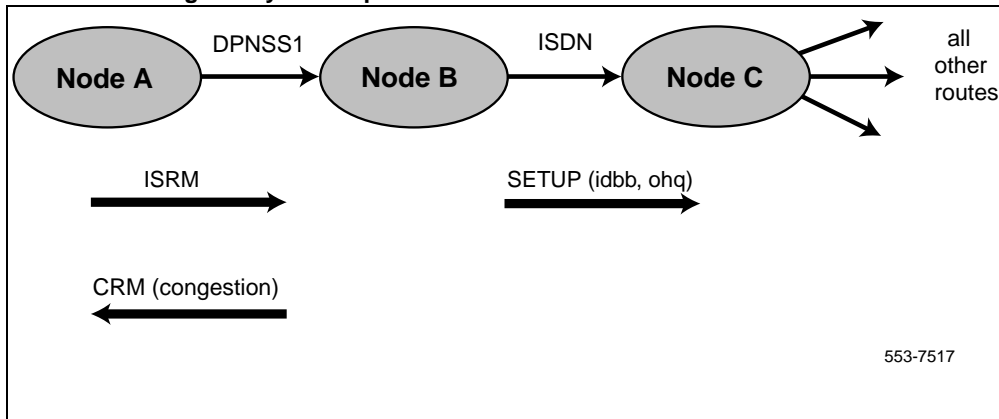 DPNSS1
ISDN
Node A
Node B
Node C
all
other
routes
ISRM
SETUP (idbb, ohq)
CRM (congestion)
553-7517